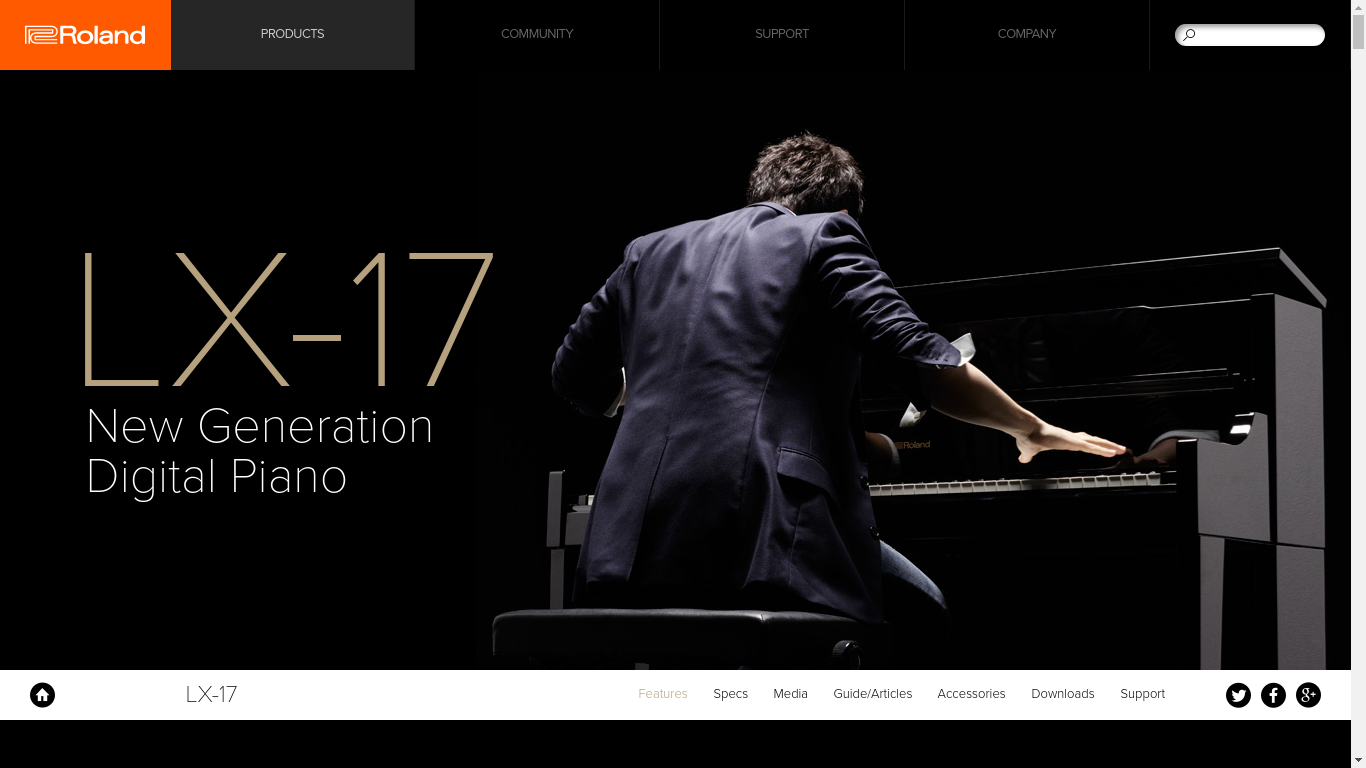 Roland
PRODUCTS
COMMUNITY
SUPPORT
COMPANY
LX-17
New Generation
Digital Piano
Roland
LX-17
Features
Specs
Media
Guide/Articles
Accessories
Downloads
Support